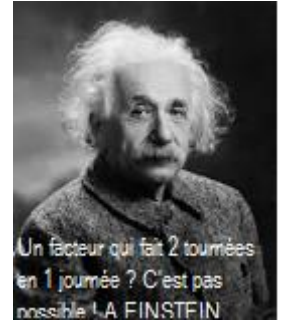 Un facteur qui fait 2 tournées
en 1 journée ? C'est pas
possible ! A EINSTEIN